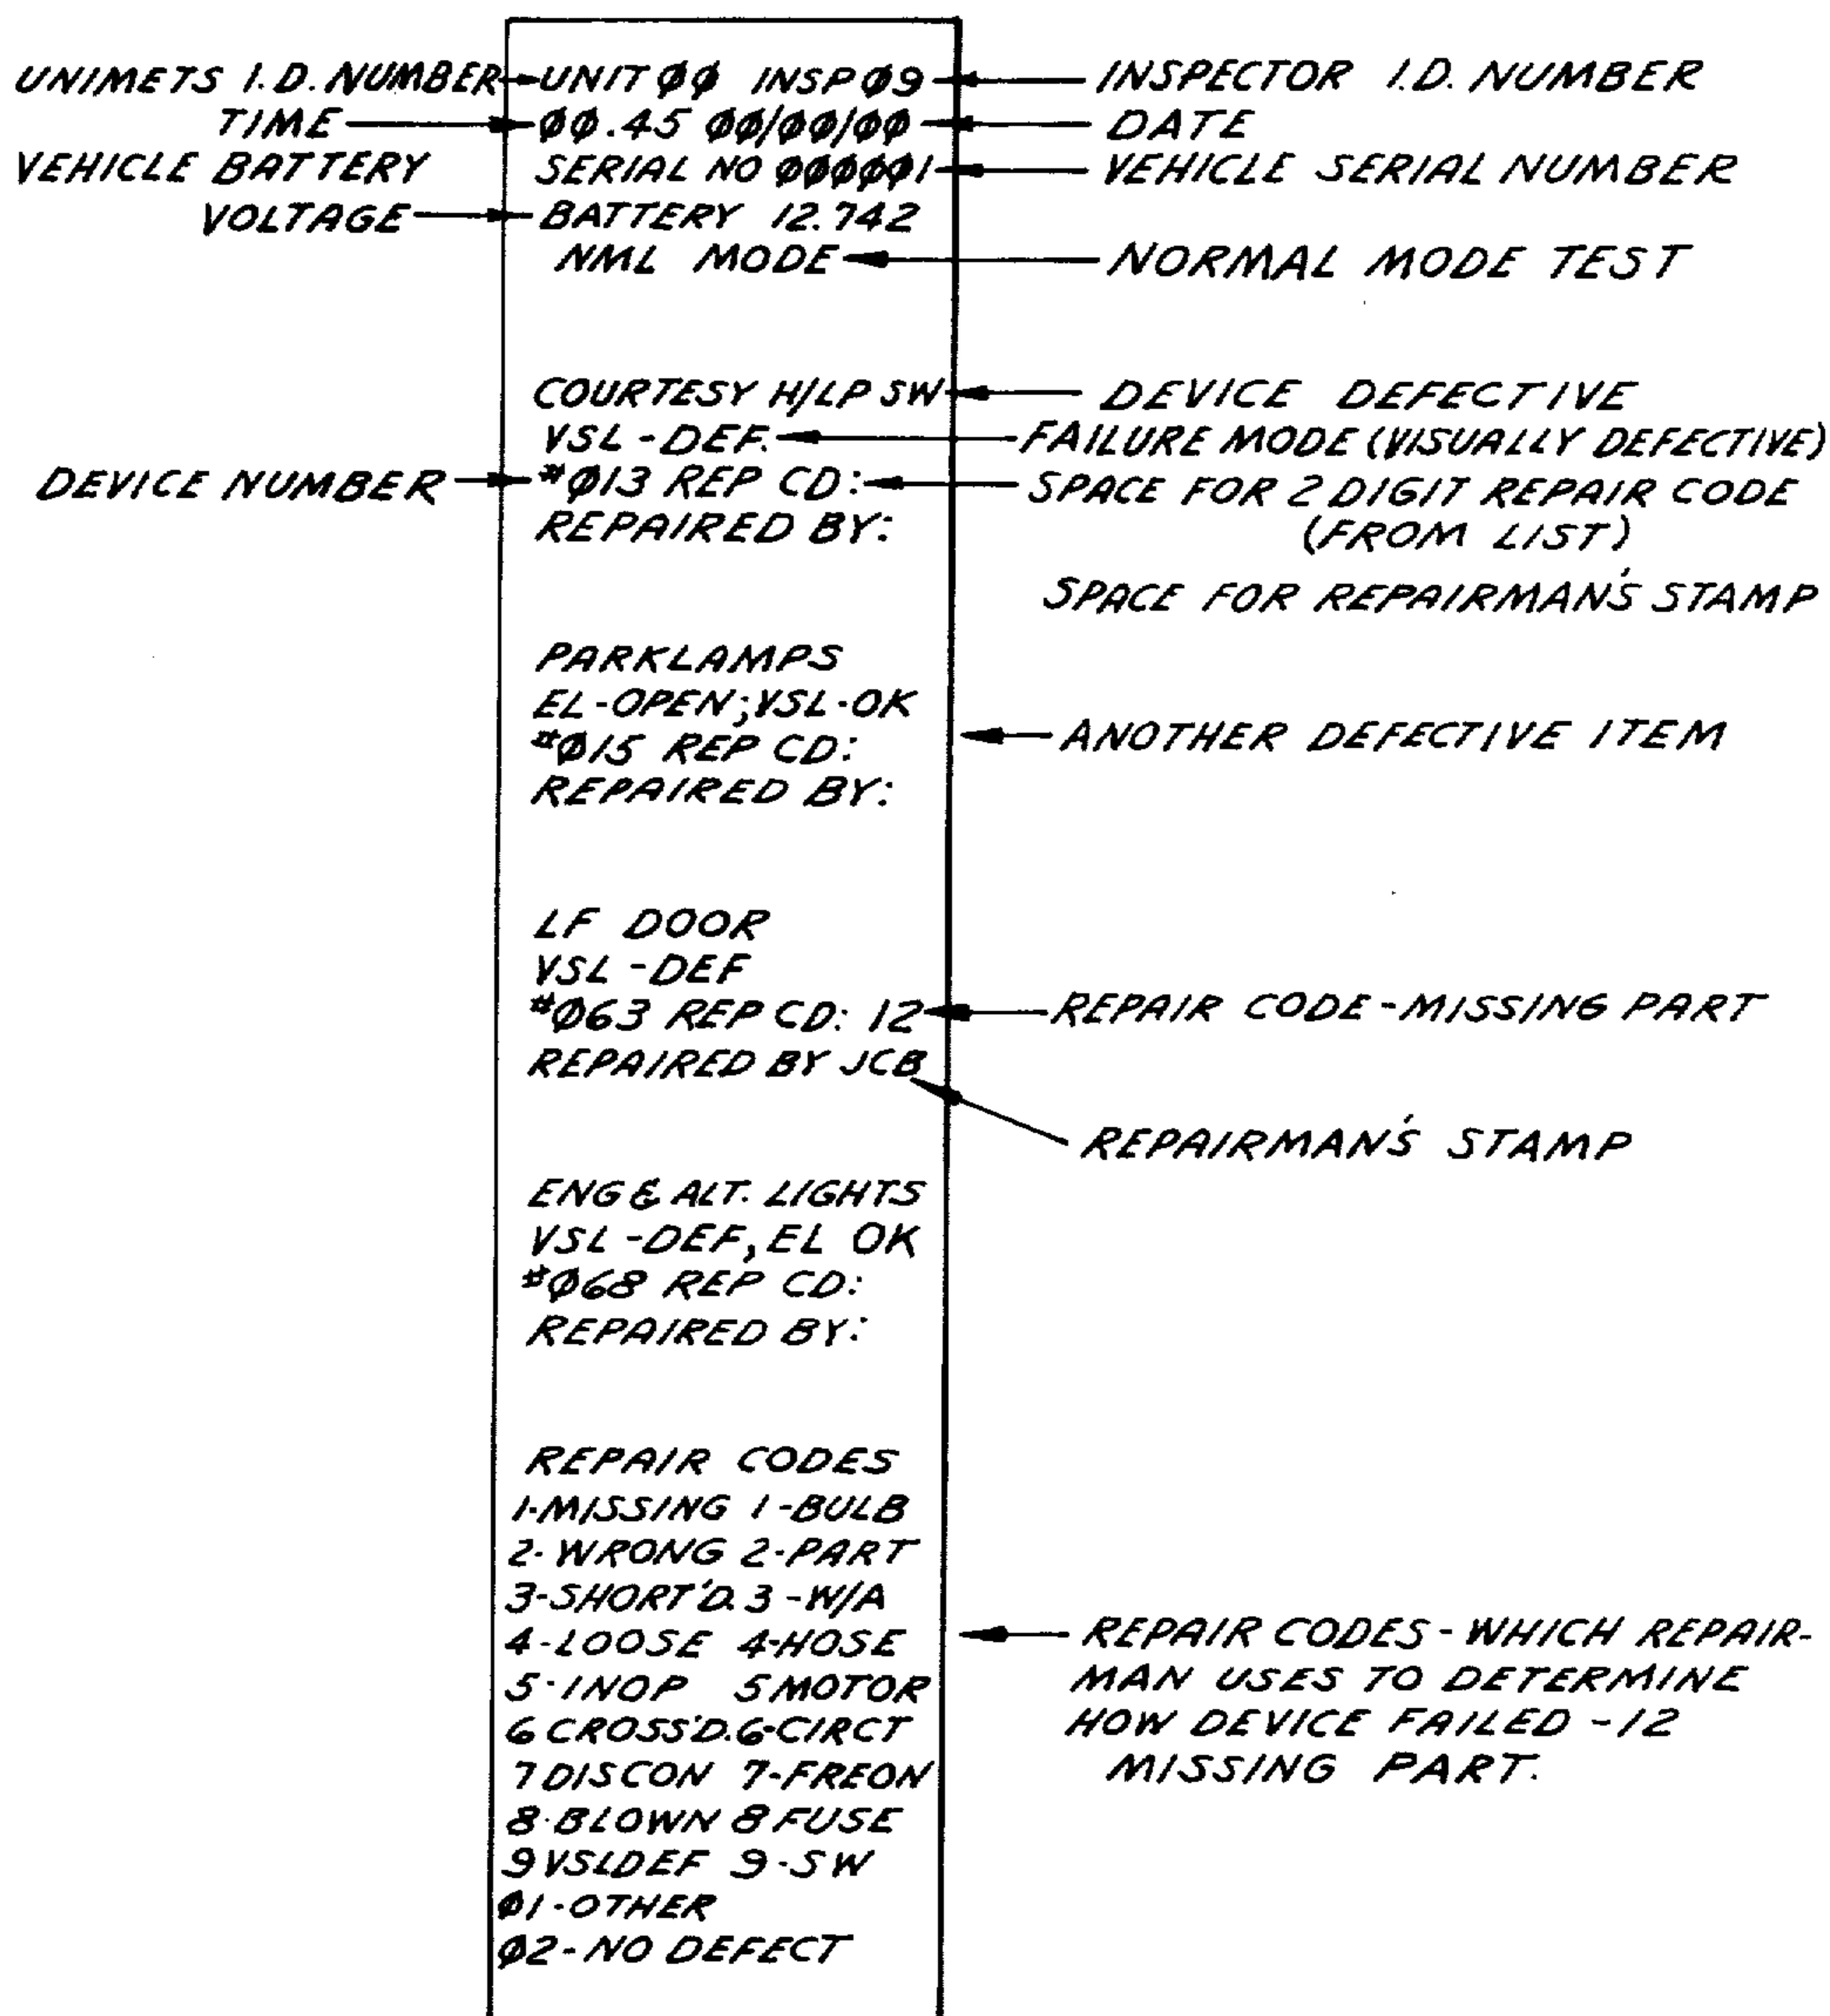 UNIMETS I.D. NUMBER UNIT ØØ INSP Ø9 INSPECTOR I.D. NUMBER
TIME ØØ.45 ØØ/ØØ/ØØ DATE
VEHICLE BATTERY SERIAL NO ØØØØØ1 VEHICLE SERIAL NUMBER
VOLTAGE BATTERY 12.742
NML MODE NORMAL MODE TEST
COURTESY H/LP SW DEVICE DEFECTIVE
VSL-DEF. FAILURE MODE (VISUALLY DEFECTIVE)
DEVICE NUMBER #Ø13 REP CD: SPACE FOR 2 DIGIT REPAIR CODE
REPAIRED BY: (FROM LIST)
SPACE FOR REPAIRMAN'S STAMP
PARKLAMPS
EL-OPEN; VSL-OK
#Ø15 REP CD: ANOTHER DEFECTIVE ITEM
REPAIRED BY:
LF DOOR
VSL-DEF
#Ø63 REP CD: 12 REPAIR CODE-MISSING PART
REPAIRED BY JCB
REPAIRMAN'S STAMP
ENG & ALT. LIGHTS
VSL-DEF, EL OK
#Ø68 REP CD:
REPAIRED BY:
REPAIR CODES
1-MISSING 1-BULB
2-WRONG 2-PART
3-SHORT'D. 3-W/A
4-LOOSE 4-HOSE REPAIR CODES-WHICH REPAIR-
5-INOP 5 MOTOR MAN USES TO DETERMINE
6 CROSS'D. 6-CIRCT HOW DEVICE FAILED-12
7 DISCON 7-FREON MISSING PART.
8-BLOWN 8 FUSE
9 VSLDEF 9-SW
Ø1-OTHER
Ø2-NO DEFECT